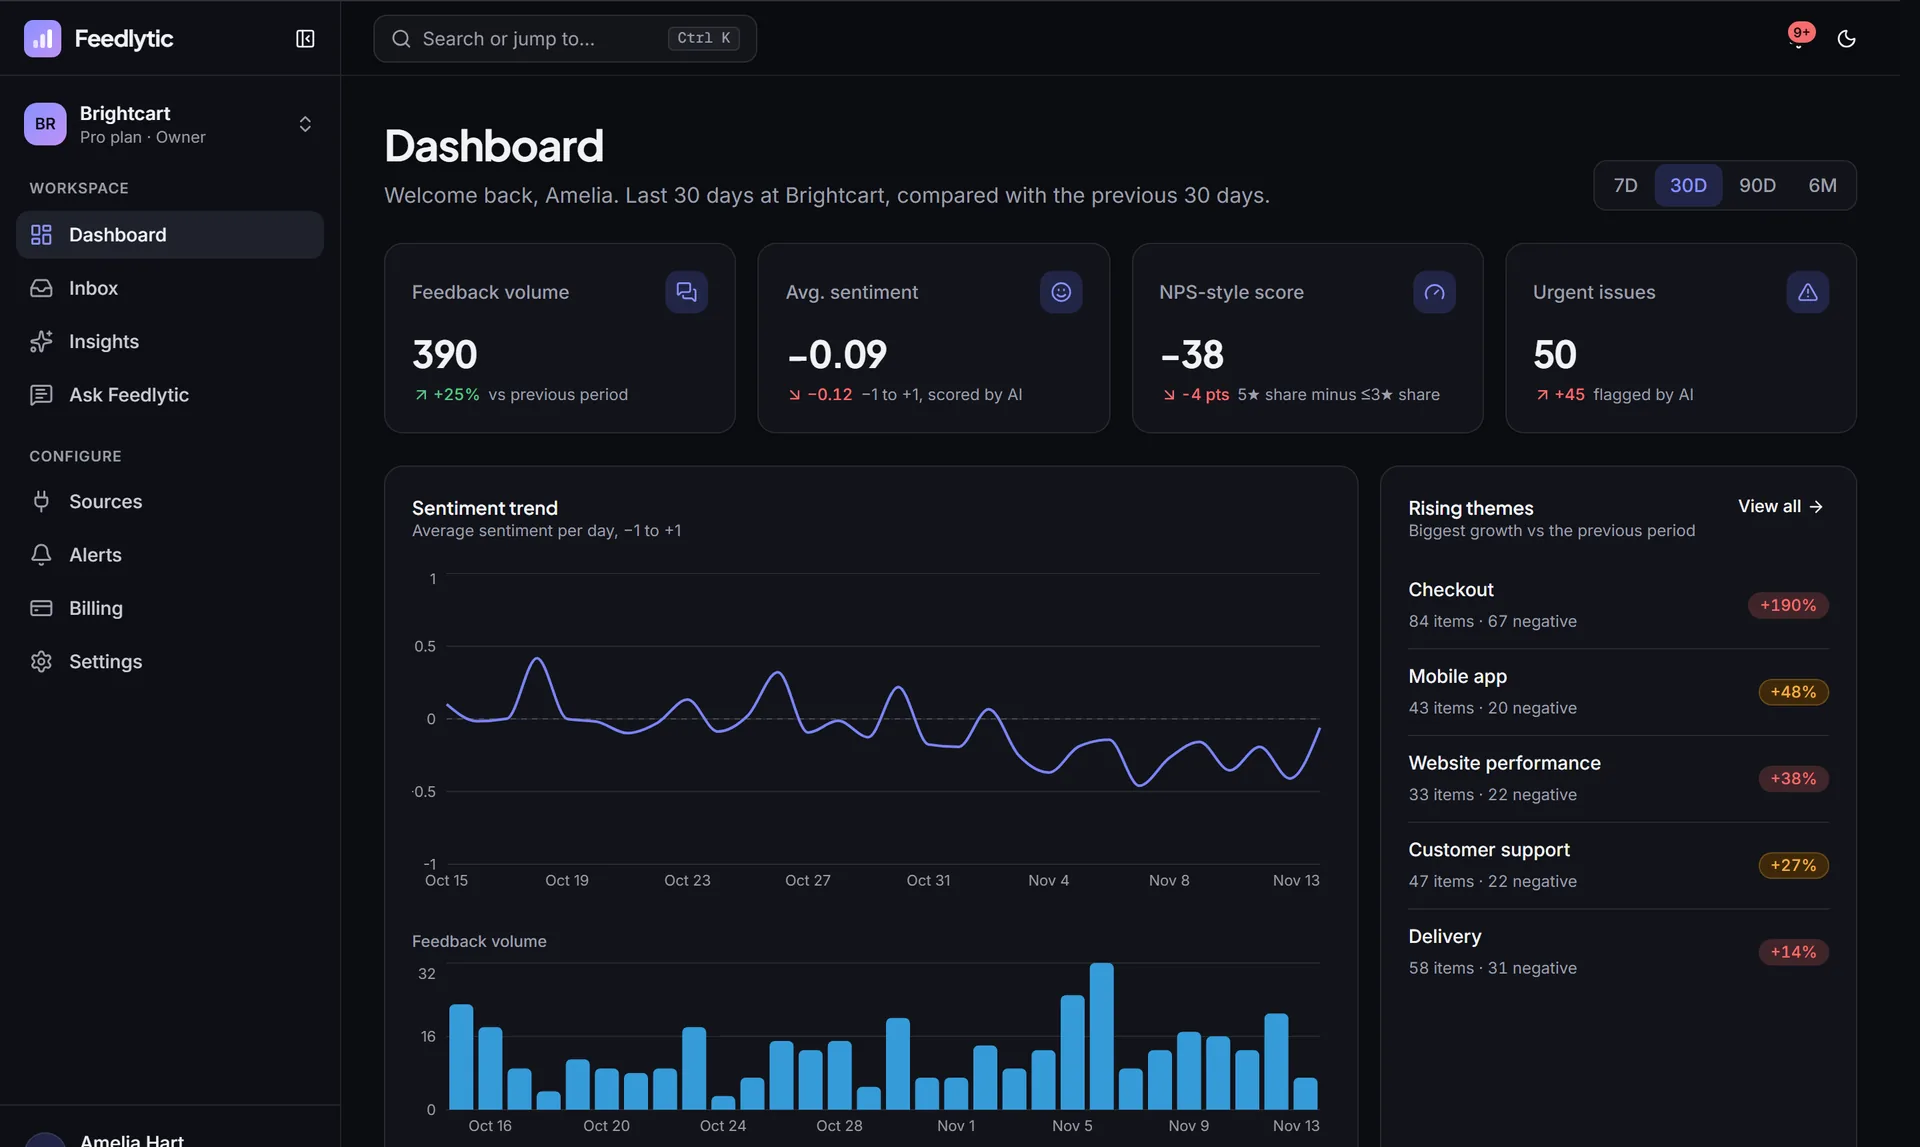 Feedlytic
Search or jump to...
Ctrl K
9+
BR
Brightcart
Pro plan · Owner
WORKSPACE
Dashboard
Inbox
Insights
Ask Feedlytic
CONFIGURE
Sources
Alerts
Billing
Settings
Amelia Hart
Dashboard
Welcome back, Amelia. Last 30 days at Brightcart, compared with the previous 30 days.
7D 30D 90D 6M
Feedback volume
390
+25% vs previous period
Avg. sentiment
−0.09
−0.12 −1 to +1, scored by AI
NPS-style score
−38
-4 pts 5★ share minus ≤3★ share
Urgent issues
50
+45 flagged by AI
Sentiment trend
Average sentiment per day, −1 to +1
1
0.5
0
-0.5
-1
Oct 15 Oct 19 Oct 23 Oct 27 Oct 31 Nov 4 Nov 8 Nov 13
Feedback volume
32
16
0
Oct 16 Oct 20 Oct 24 Oct 28 Nov 1 Nov 5 Nov 9 Nov 13
Rising themes
View all
Biggest growth vs the previous period
Checkout
84 items · 67 negative
+190%
Mobile app
43 items · 20 negative
+48%
Website performance
33 items · 22 negative
+38%
Customer support
47 items · 22 negative
+27%
Delivery
58 items · 31 negative
+14%